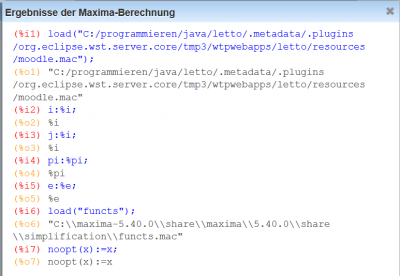 Ergebnisse der Maxima-Berechnung
(%i1) load("C:/programmieren/java/letto/.metadata/.plugins
/org.eclipse.wst.server.core/tmp3/wtpwebapps/letto/resources
/moodle.mac");
(%o1) "C:/programmieren/java/letto/.metadata/.plugins
/org.eclipse.wst.server.core/tmp3/wtpwebapps/letto/resources
/moodle.mac"
(%i2) i:%i;
(%o2) %i
(%i3) j:%i;
(%o3) %i
(%i4) pi:%pi;
(%o4) %pi
(%i5) e:%e;
(%o5) %e
(%i6) load("functs");
(%o6) "C:\\maxima-5.40.0\\share\\maxima\\5.40.0\\share
\\simplification\\functs.mac"
(%i7) noopt(x):=x;
(%o7) noopt(x):=x